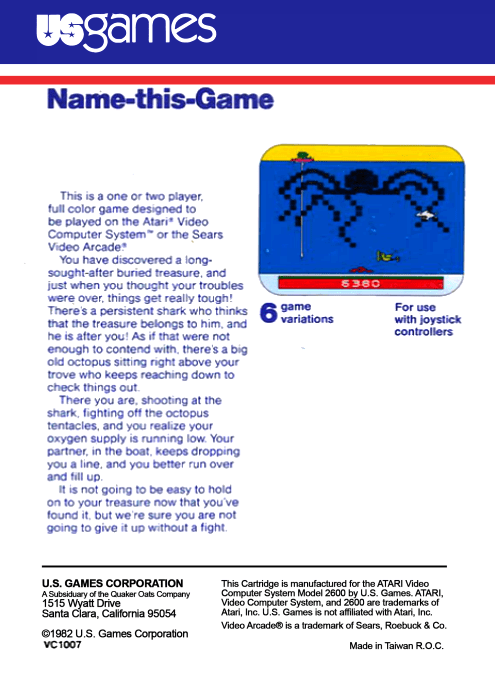 USgames
Name-this-Game
This is a one or two player,
full color game designed to
be played on the Atari® Video
Computer System™ or the Sears
Video Arcade.®
You have discovered a long-
sought-after buried treasure, and
just when you thought your troubles
were over, things get really tough!
There's a persistent shark who thinks
that the treasure belongs to him, and
he is after you! As if that were not
enough to contend with, there's a big
old octopus sitting right above your
trove who keeps reaching down to
check things out.
There you are, shooting at the
shark, fighting off the octopus
tentacles, and you realize your
oxygen supply is running low. Your
partner, in the boat, keeps dropping
you a line, and you better run over
and fill up.
It is not going to be easy to hold
on to your treasure now that you've
found it, but we're sure you are not
going to give it up without a fight.
6380
6 game
variations
For use
with joystick
controllers
U.S. GAMES CORPORATION
A Subsiduary of the Quaker Oats Company
1515 Wyatt Drive
Santa Clara, California 95054
©1982 U.S. Games Corporation
VC1007
This Cartridge is manufactured for the ATARI Video
Computer System Model 2600 by U.S. Games. ATARI,
Video Computer System, and 2600 are trademarks of
Atari, Inc. U.S. Games is not affiliated with Atari, Inc.
Video Arcade® is a trademark of Sears, Roebuck & Co.
Made in Taiwan R.O.C.